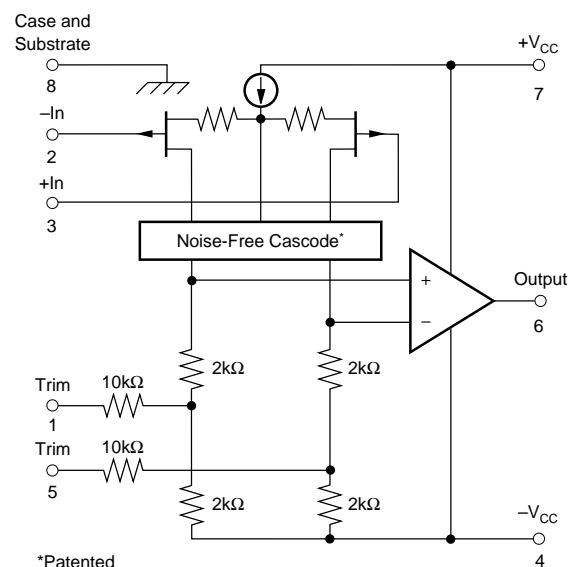 Case and
Substrate
8
–In
2
+In
3
+V_CC
7
Noise-Free Cascode*
+
–
Output
6
2kΩ
2kΩ
Trim
10kΩ
1
Trim
10kΩ
5
2kΩ
2kΩ
–V_CC
4
*Patented